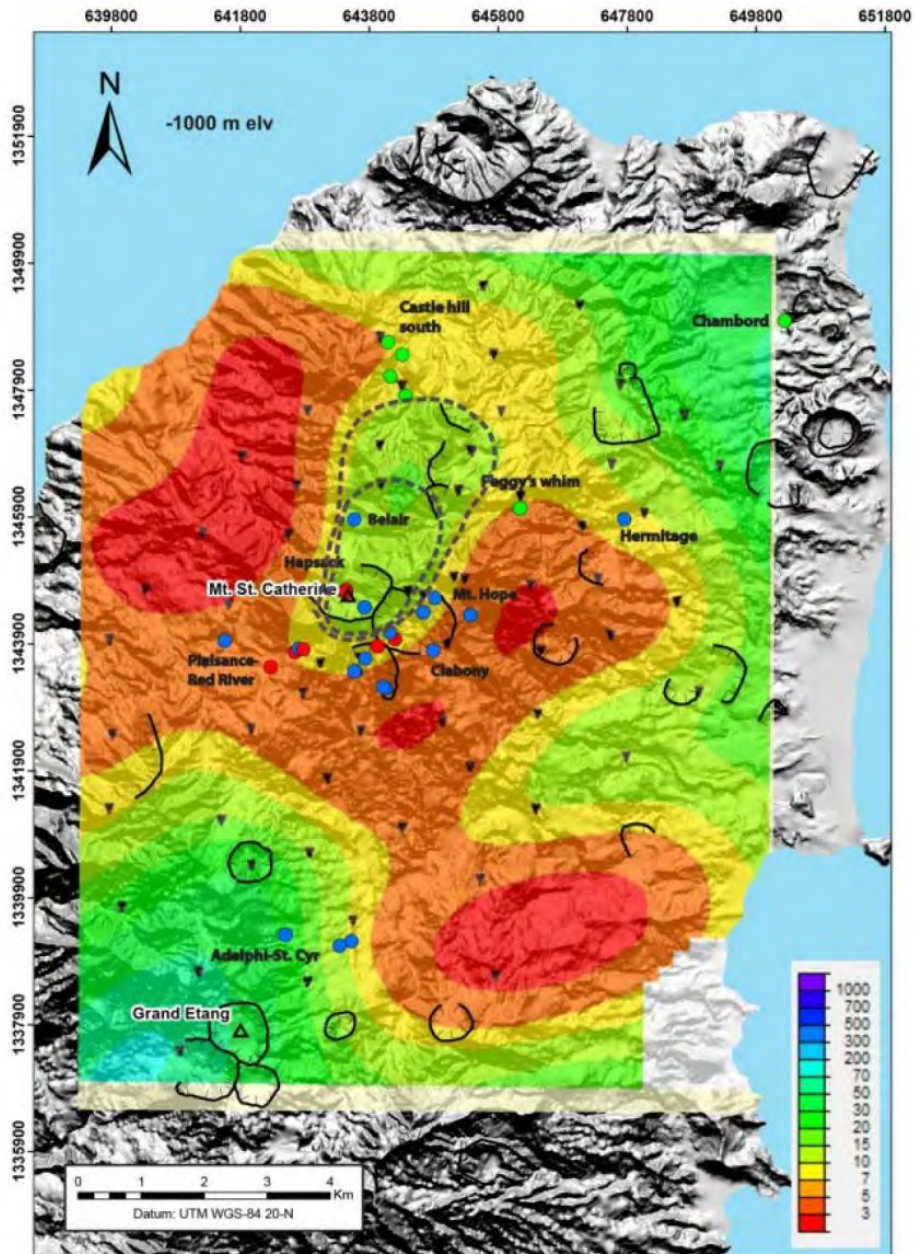 639800 641800 643800 645800 647800 649800 651800
N
-1000 m elv
1351900
1349900
1347900
1345900
1343900
1341900
1339900
1337900
1335900
Castle hill
south
Chambord
Peggy's whim
Belair
Hermitage
Hapsack
Mt. St. Catherine
Mt. Hope
Plaisance-
Red River
Clabony
Adelphi-St. Cyr
Grand Etang
1000
700
500
300
200
70
50
30
20
15
10
7
5
3
0 1 2 3 4
Km
Datum: UTM WGS-84 20-N